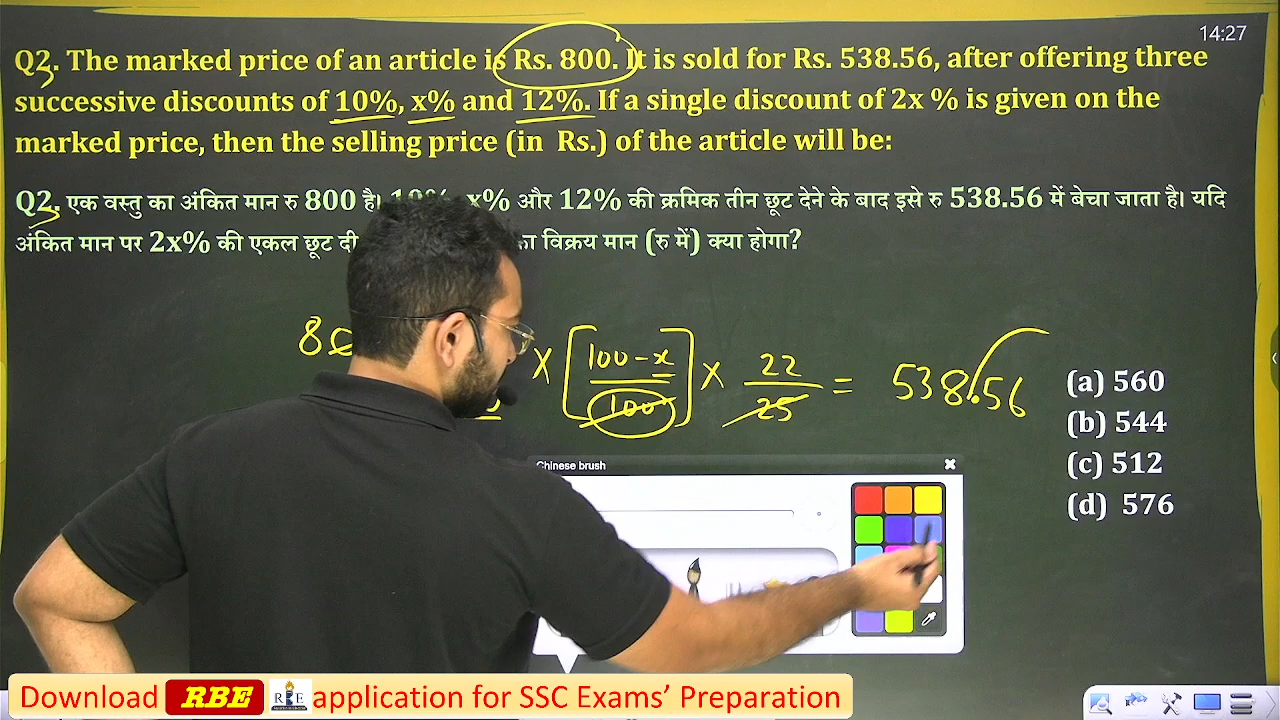 14:27
Q2. The marked price of an article is Rs. 800. It is sold for Rs. 538.56, after offering three
successive discounts of 10%, x% and 12%. If a single discount of 2x % is given on the
marked price, then the selling price (in Rs.) of the article will be:
Q2. एक वस्तु का अंकित मान रु 800 है। 10%, x% और 12% की क्रमिक तीन छूट देने के बाद इसे रु 538.56 में बेचा जाता है। यदि
अंकित मान पर 2x% की एकल छूट दी का विक्रय मान (रु में) क्या होगा?
80 × [100-x/100] × 22/25 = 538.56
(a) 560
(b) 544
(c) 512
(d) 576
Chinese brush
Download RBE RBE application for SSC Exams' Preparation